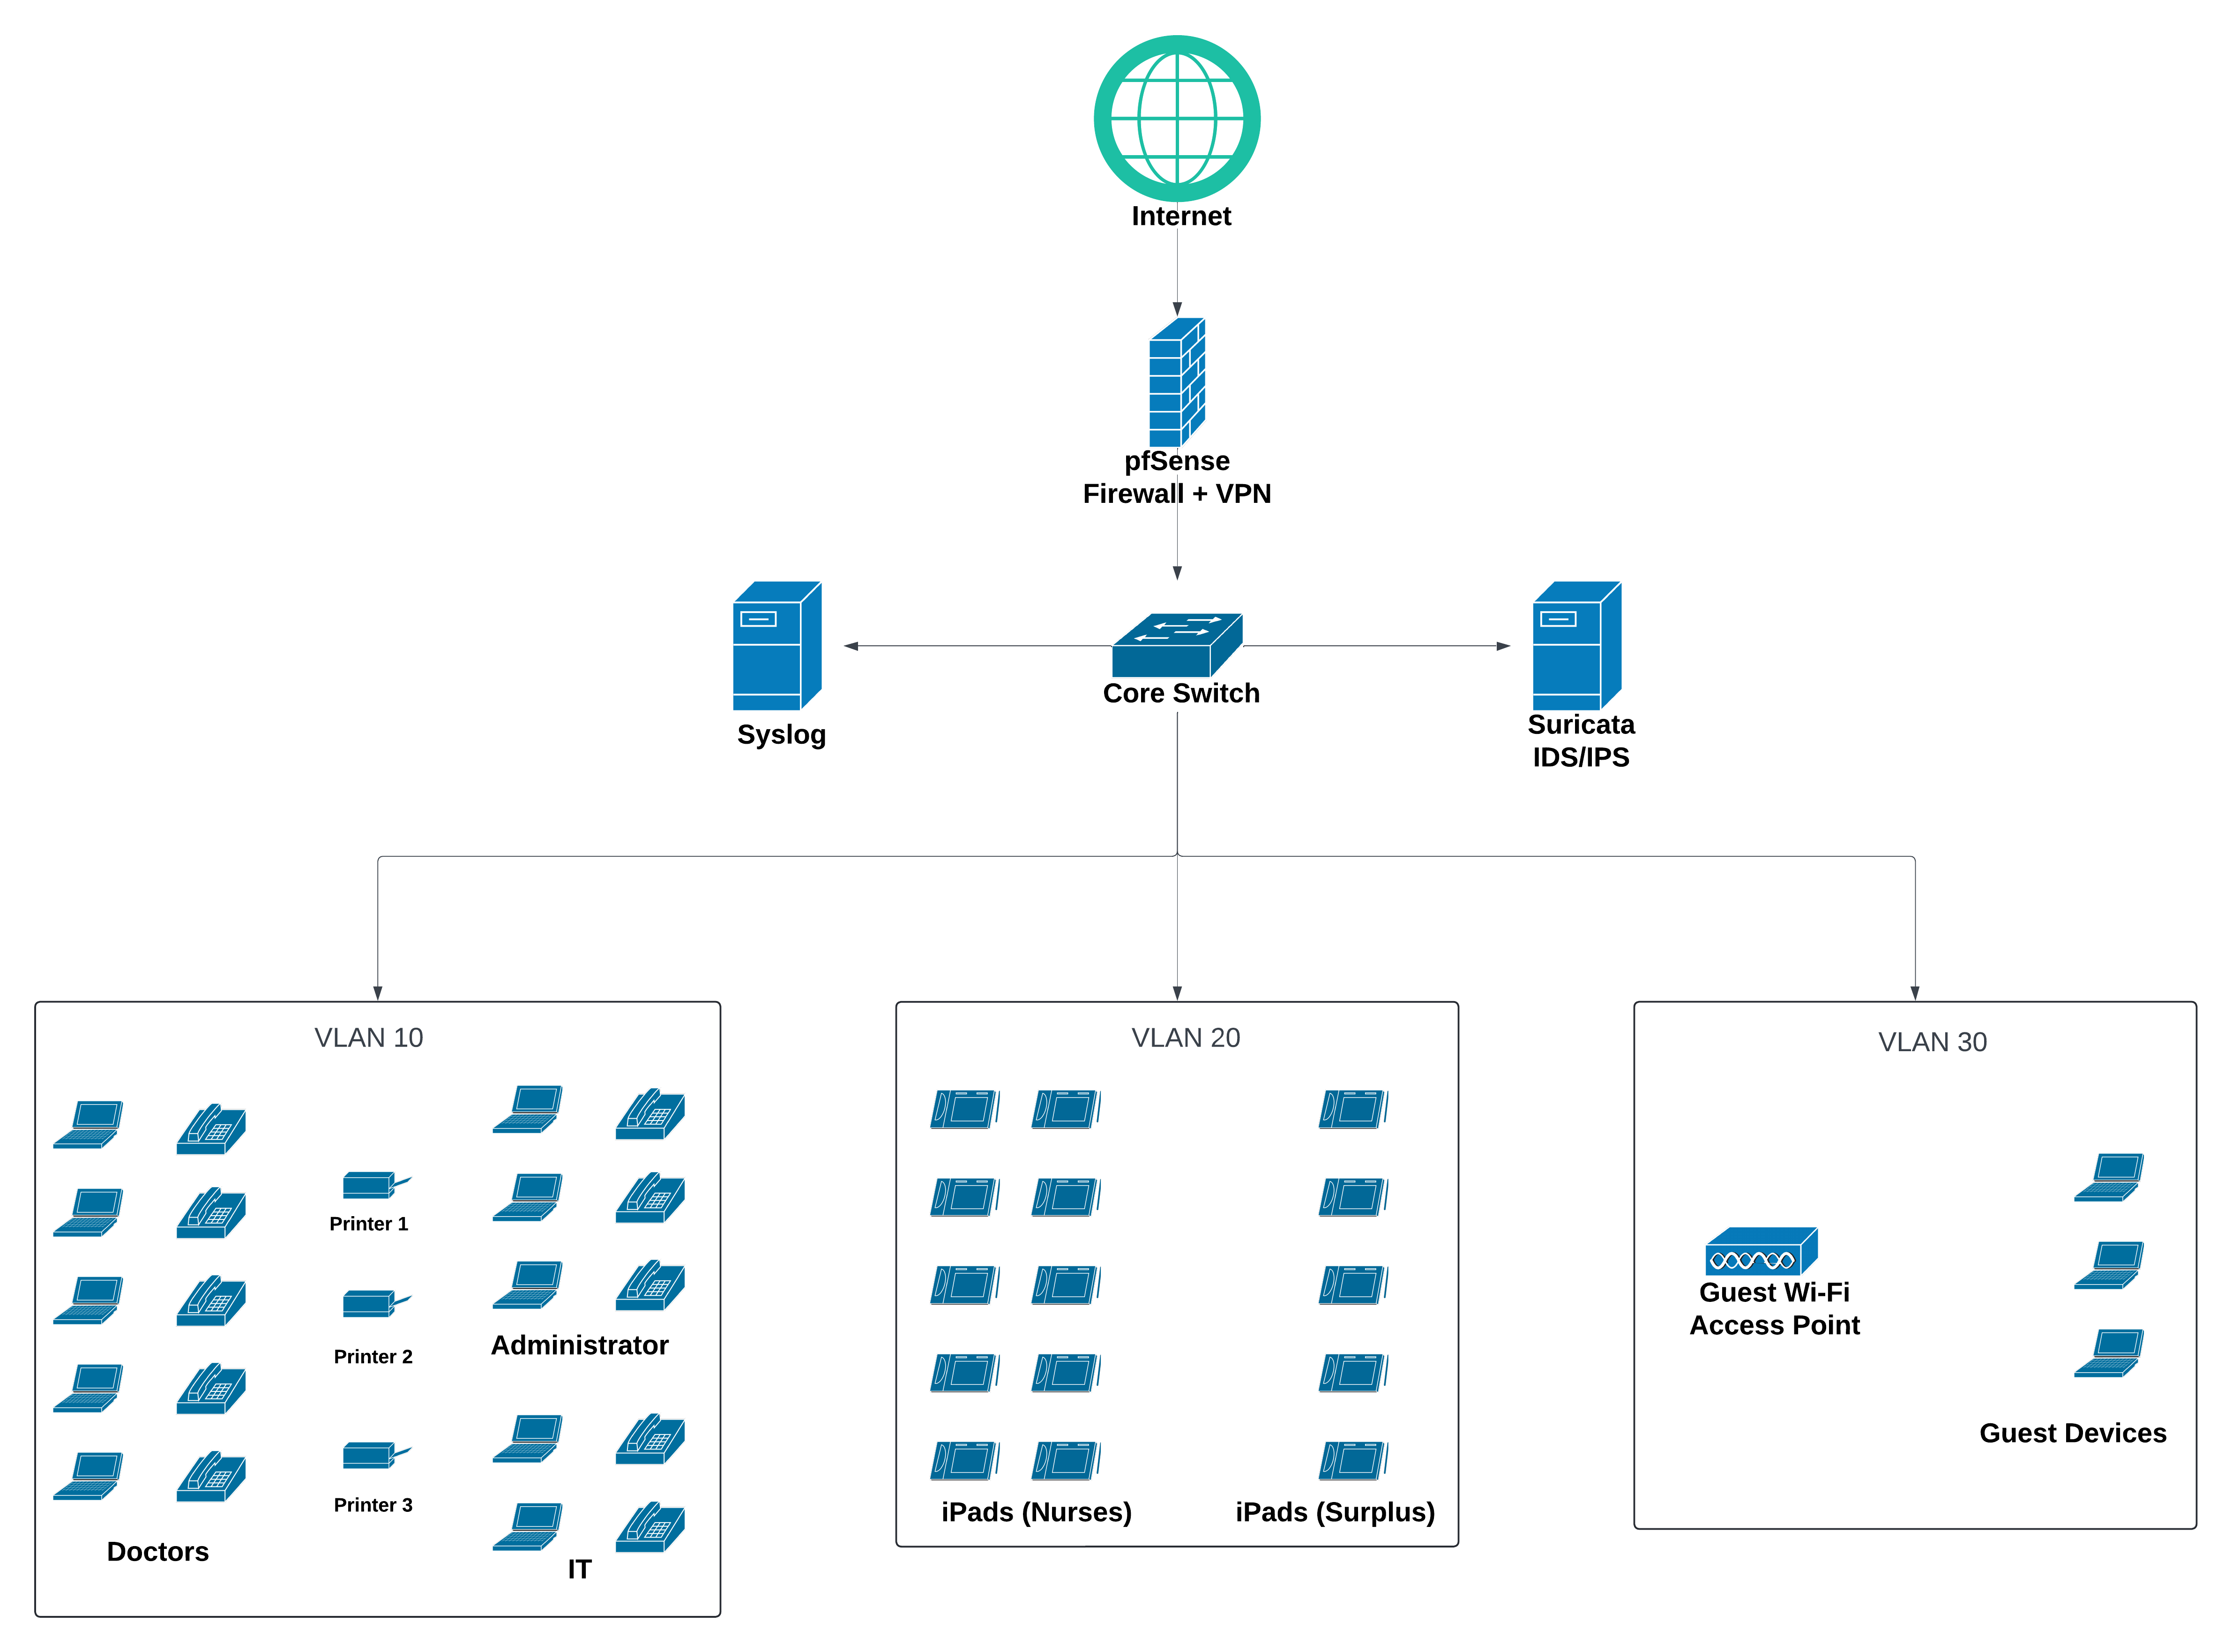 Internet
pfSense
Firewall + VPN
Core Switch
Syslog
Suricata
IDS/IPS
VLAN 10
Printer 1
Printer 2
Printer 3
Administrator
Doctors
IT
VLAN 20
iPads (Nurses)
iPads (Surplus)
VLAN 30
Guest Wi-Fi
Access Point
Guest Devices